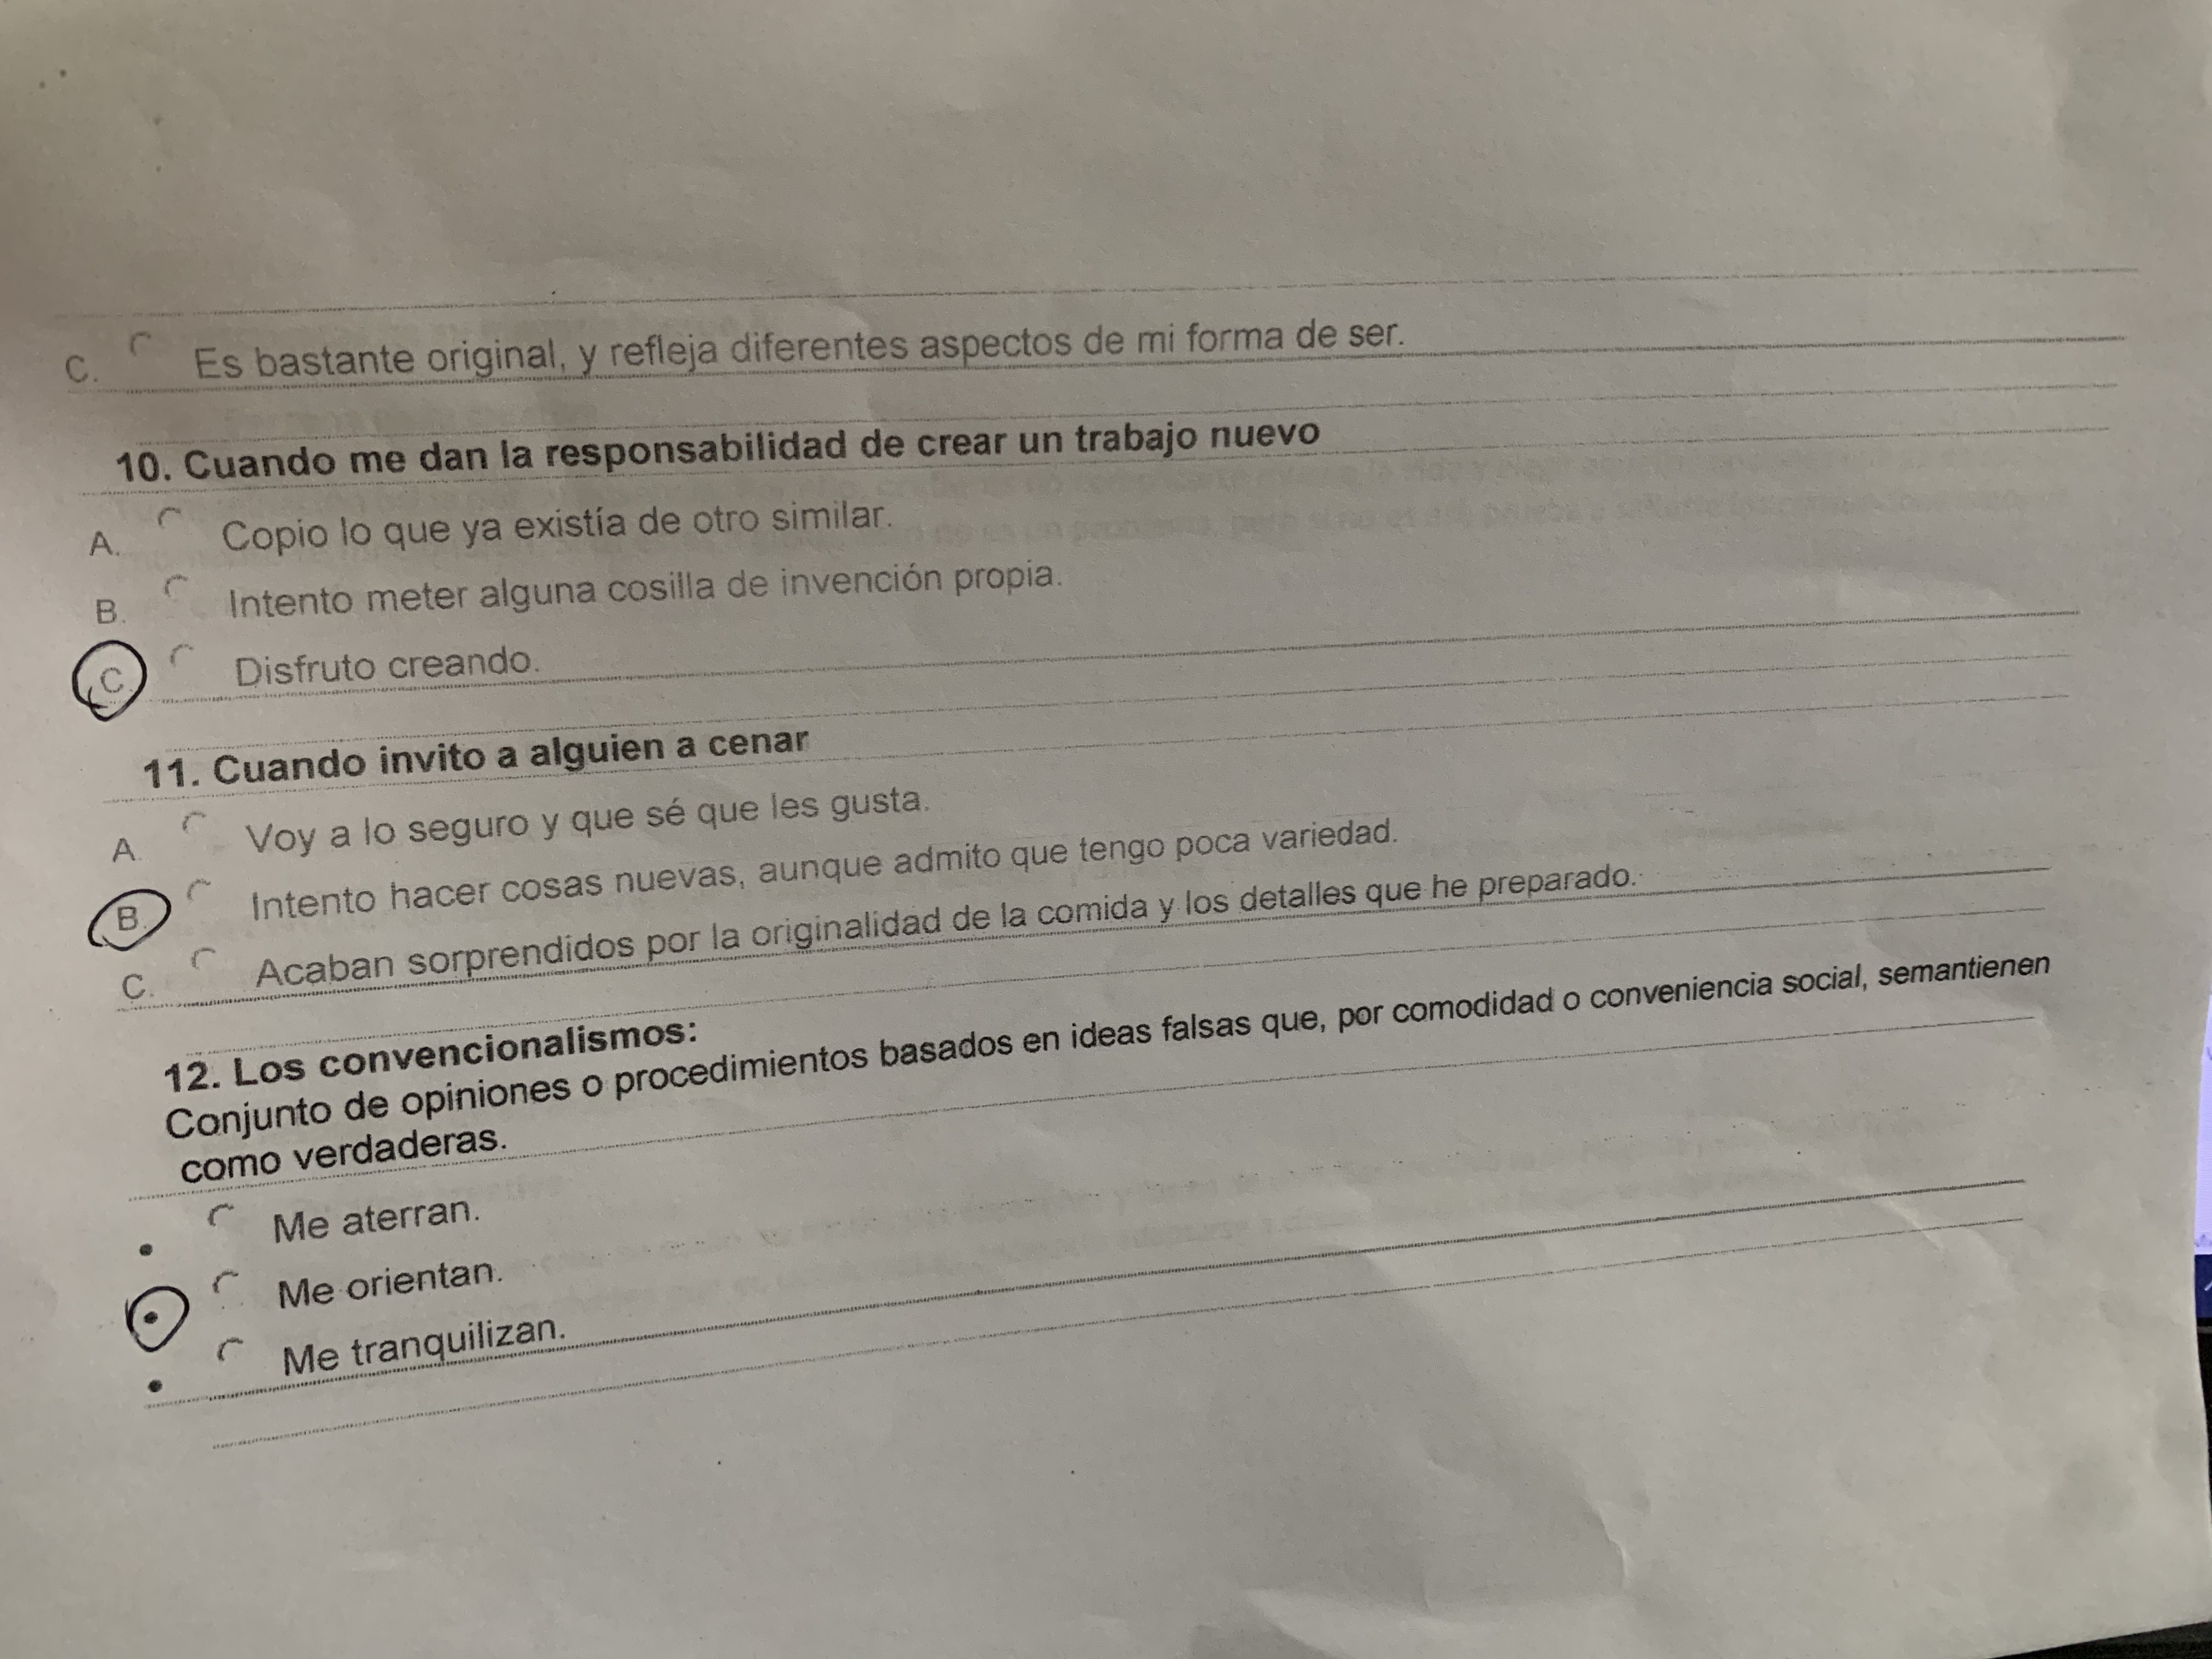 C. Es bastante original, y refleja diferentes aspectos de mi forma de ser.
10. Cuando me dan la responsabilidad de crear un trabajo nuevo
A. Copio lo que ya existía de otro similar.
B. Intento meter alguna cosilla de invención propia.
C. Disfruto creando.
11. Cuando invito a alguien a cenar
A. Voy a lo seguro y que sé que les gusta.
B. Intento hacer cosas nuevas, aunque admito que tengo poca variedad.
C. Acaban sorprendidos por la originalidad de la comida y los detalles que he preparado.
12. Los convencionalismos:
Conjunto de opiniones o procedimientos basados en ideas falsas que, por comodidad o conveniencia social, semantienen
como verdaderas.
• Me aterran.
• Me orientan.
• Me tranquilizan.